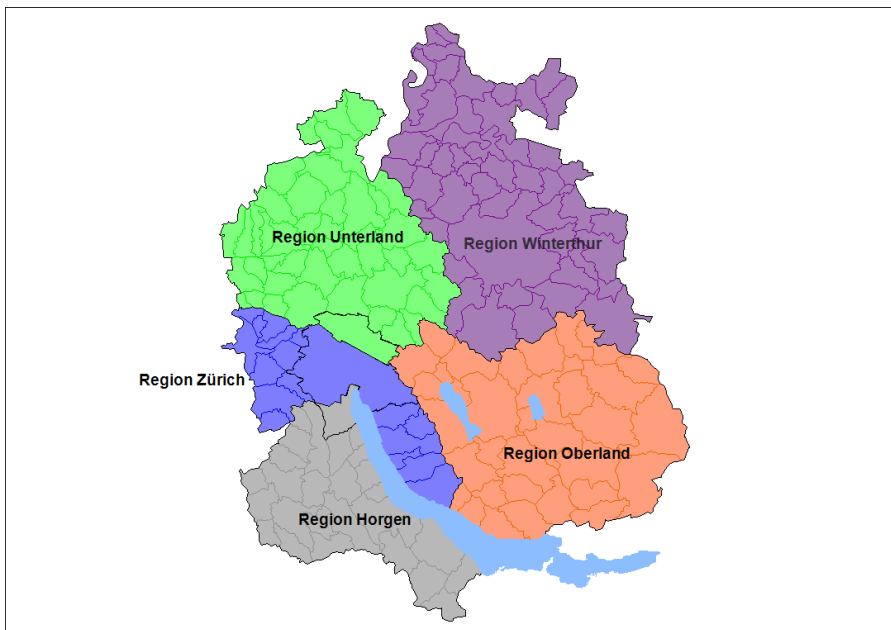 Region Unterland
Region Winterthur
Region Zürich
Region Oberland
Region Horgen